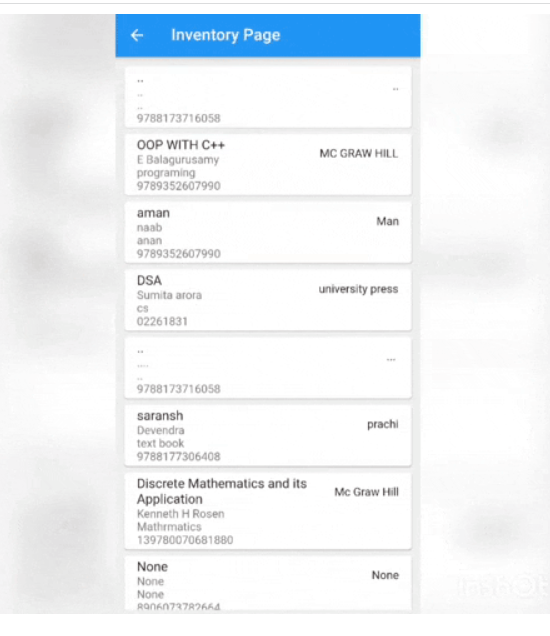 Inventory Page
..
..
..
..
9788173716058
OOP WITH C++
MC GRAW HILL
E Balagurusamy
programing
9789352607990
aman
Man
naab
anan
9789352607990
DSA
university press
Sumita arora
cs
02261831
..
...
....
..
9788173716058
saransh
prachi
Devendra
text book
9788177306408
Discrete Mathematics and its
Application
Mc Graw Hill
Kenneth H Rosen
Mathrmatics
139780070681880
None
None
None
None
8906073782664
InShOt